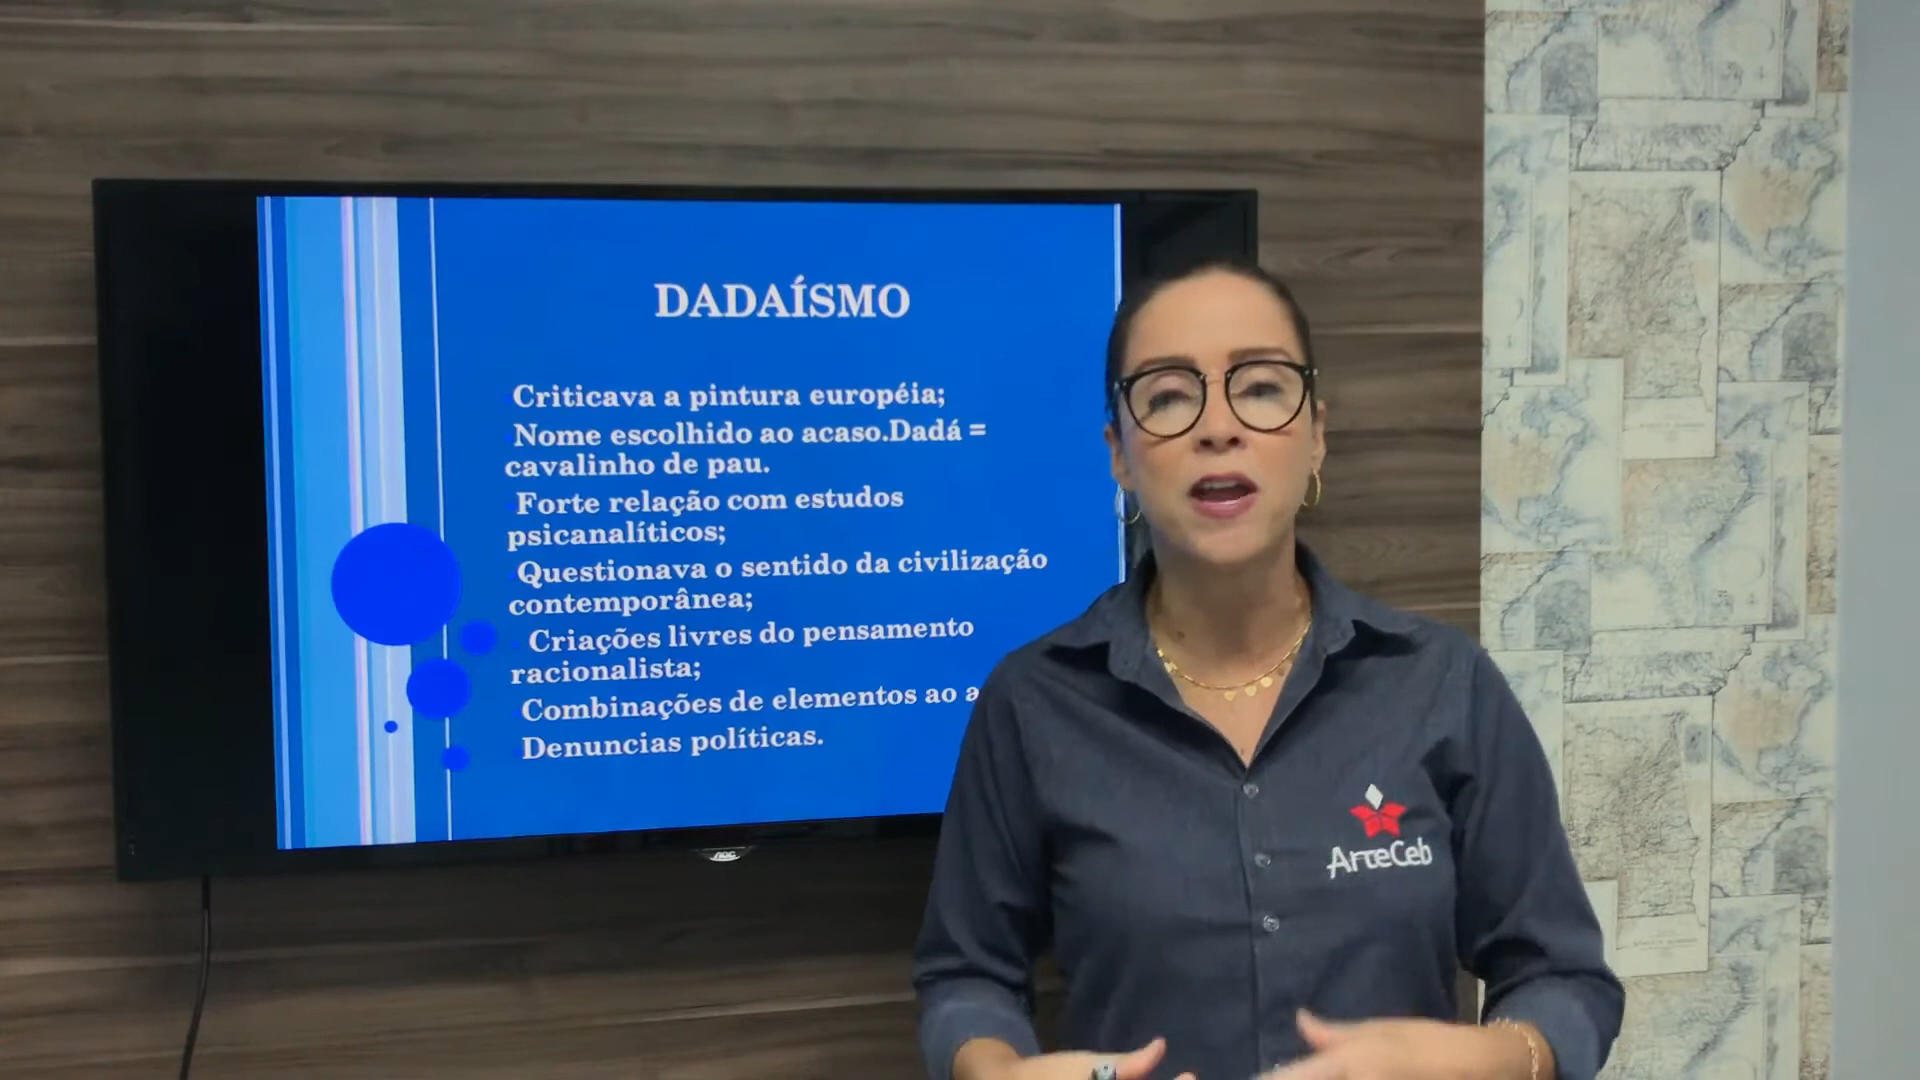 DADAÍSMO
Criticava a pintura européia;
Nome escolhido ao acaso.Dadá =
cavalinho de pau.
Forte relação com estudos
psicanalíticos;
Questionava o sentido da civilização
contemporânea;
Criações livres do pensamento
racionalista;
Combinações de elementos ao
Denuncias políticas.
AOC
ArteCeb